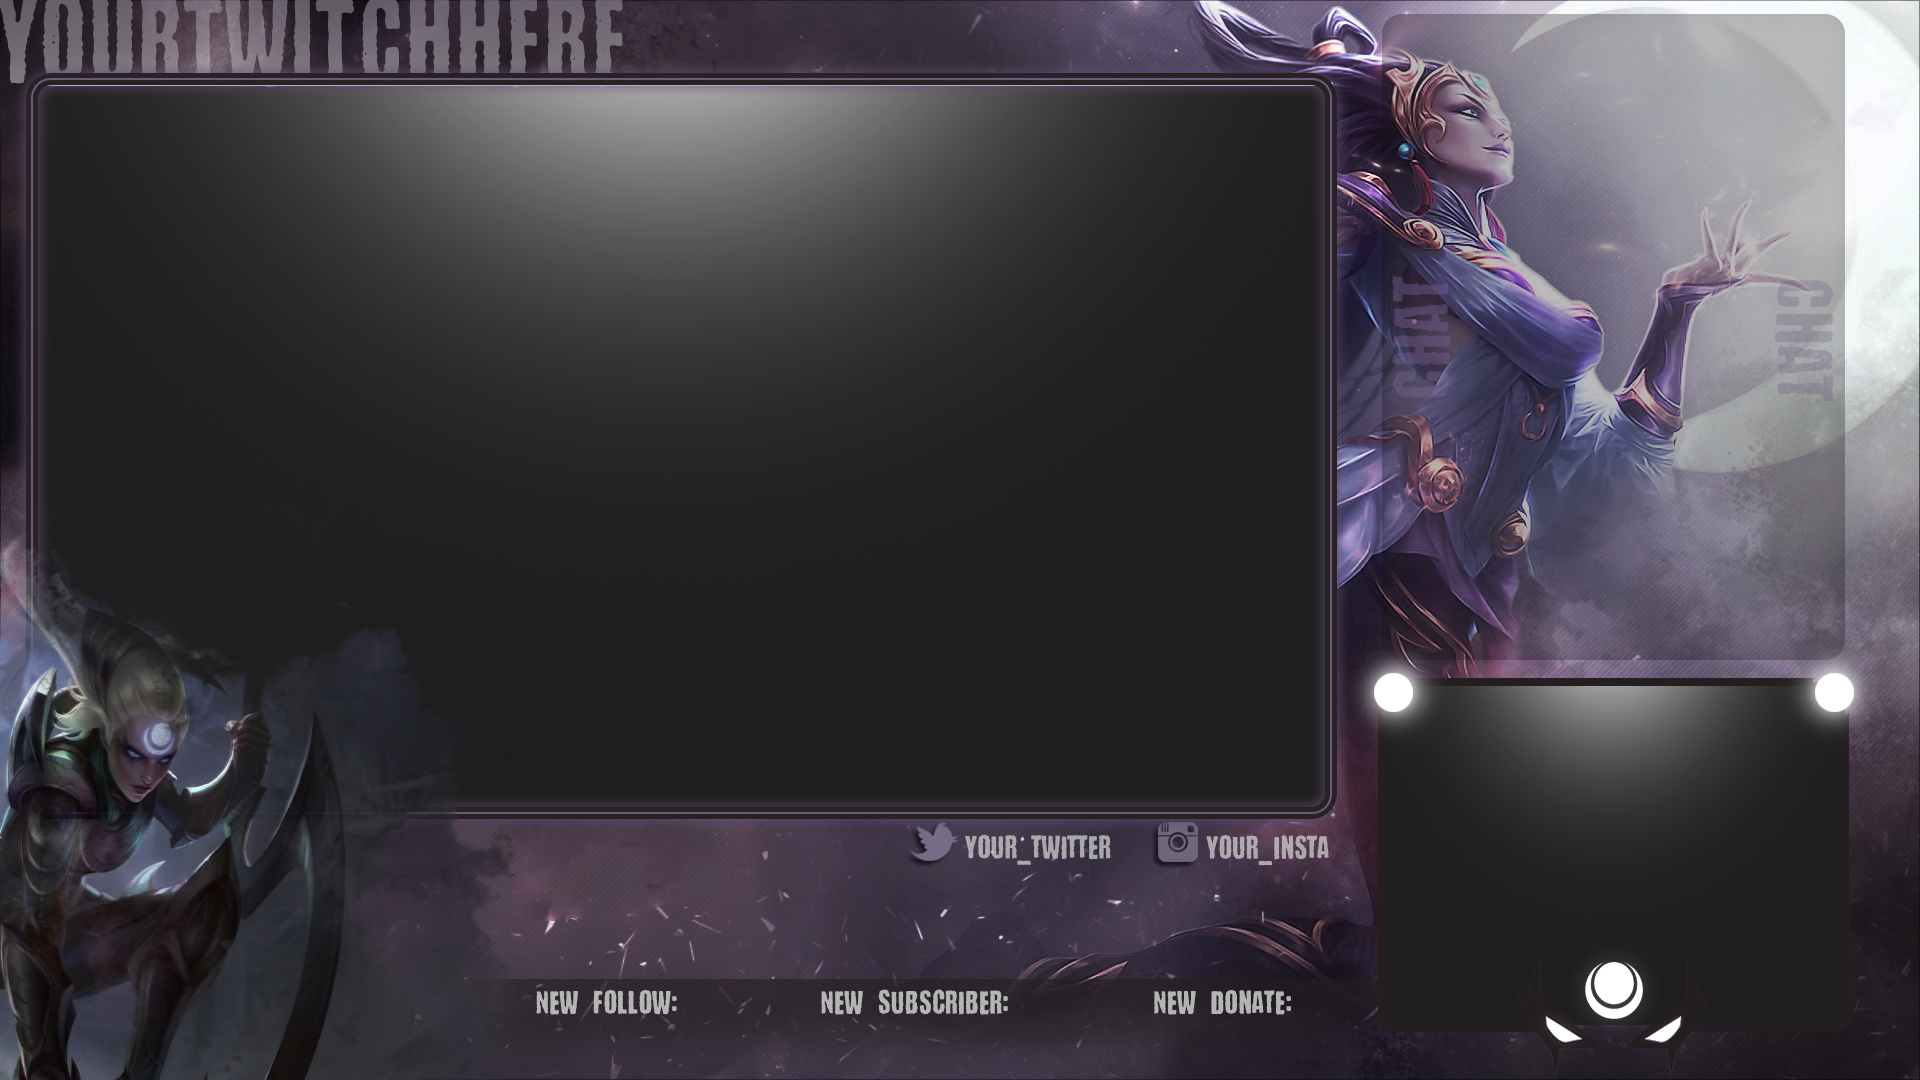 YOURTWITCHHERE
CHAT
CHAT
YOUR_TWITTER
YOUR_INSTA
NEW FOLLOW:
NEW SUBSCRIBER:
NEW DONATE: